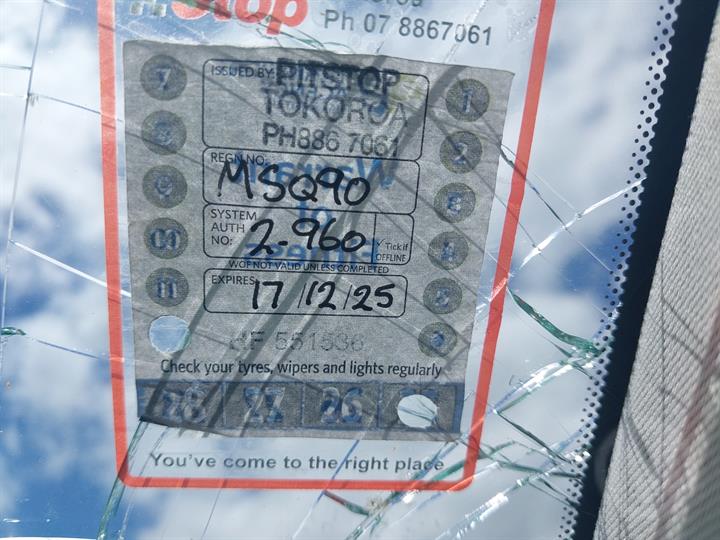 Stop
Ph 07 8867061
ISSUED BY: PITSTOP
TOKOROA
PH886 7061
REGN NO:
MSQ90
SYSTEM
AUTH
NO: 2-960
✓ Tick if
OFFLINE
WOF NOT VALID UNLESS COMPLETED
EXPIRES: 17/12/25
551536
Check your tyres, wipers and lights regularly
You've come to the right place